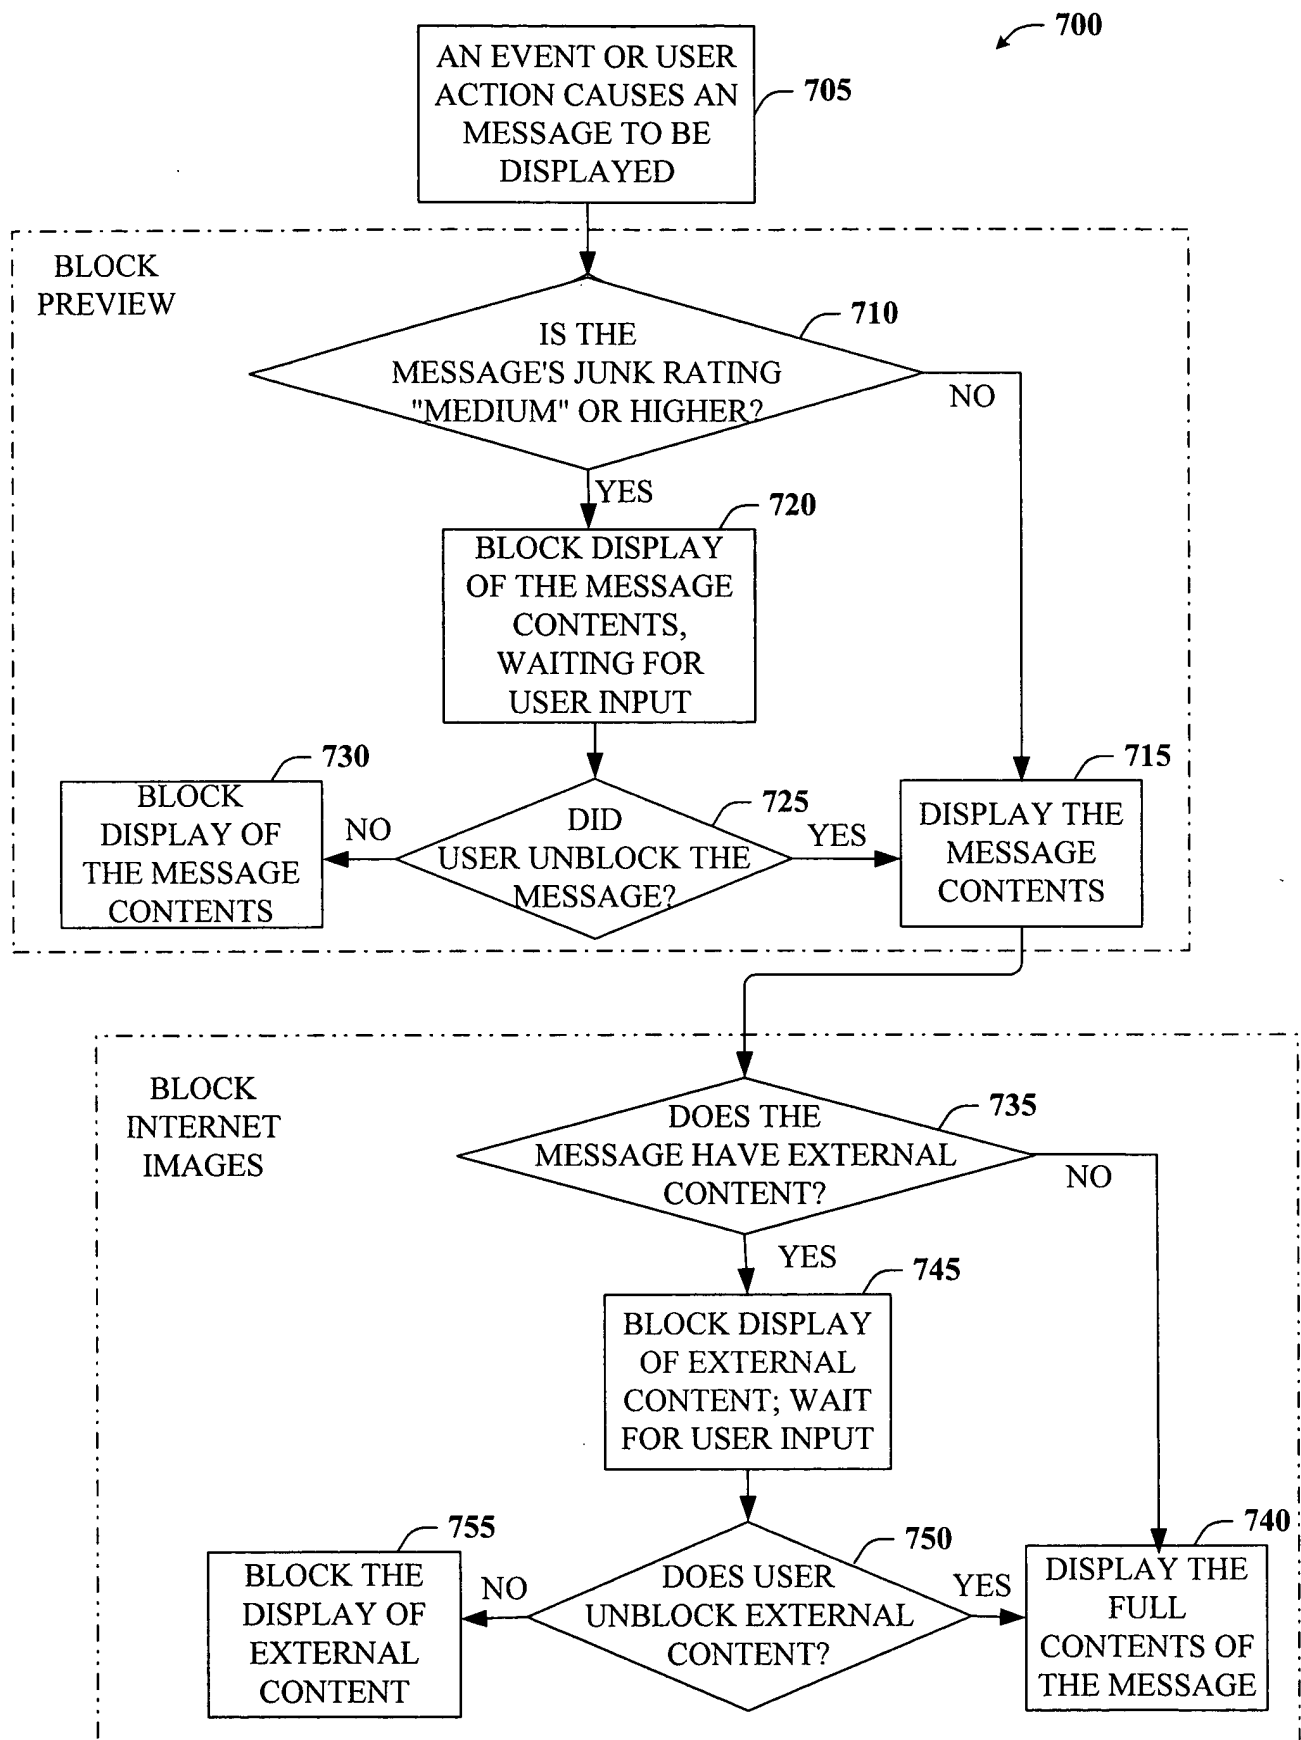 700
AN EVENT OR USER
ACTION CAUSES AN
MESSAGE TO BE
DISPLAYED
705
BLOCK
PREVIEW
IS THE
MESSAGE'S JUNK RATING
"MEDIUM" OR HIGHER?
710
NO
YES
720
BLOCK DISPLAY
OF THE MESSAGE
CONTENTS,
WAITING FOR
USER INPUT
730
BLOCK
DISPLAY OF
THE MESSAGE
CONTENTS
NO
DID
USER UNBLOCK THE
MESSAGE?
725
YES
715
DISPLAY THE
MESSAGE
CONTENTS
BLOCK
INTERNET
IMAGES
DOES THE
MESSAGE HAVE EXTERNAL
CONTENT?
735
NO
YES
745
BLOCK DISPLAY
OF EXTERNAL
CONTENT; WAIT
FOR USER INPUT
755
BLOCK THE
DISPLAY OF
EXTERNAL
CONTENT
NO
DOES USER
UNBLOCK EXTERNAL
CONTENT?
750
YES
740
DISPLAY THE
FULL
CONTENTS OF
THE MESSAGE